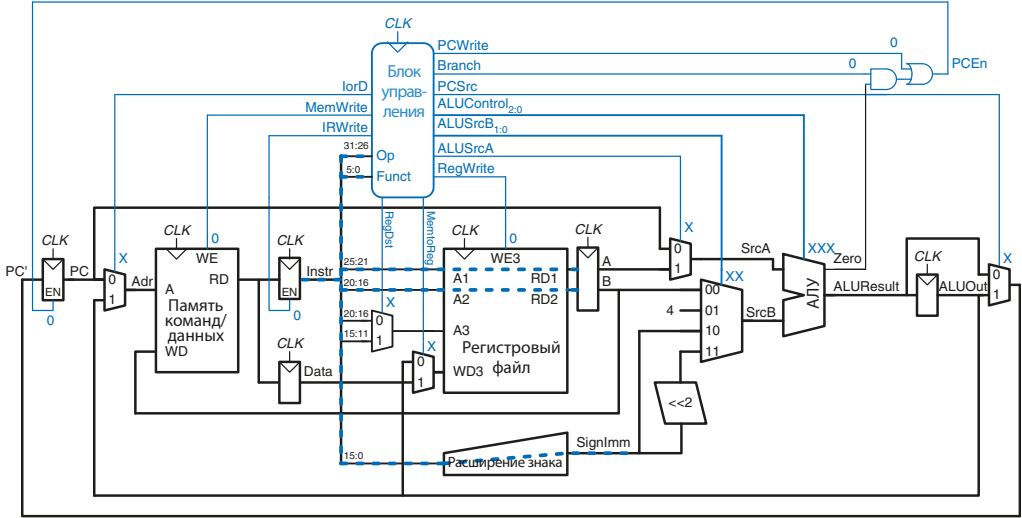 CLK
PCWrite
0
Branch
0
PCEn
Блок
управ-
ления
PCSrc
IorD
ALUControl2:0
MemWrite
ALUSrcB1:0
IRWrite
31:26
Op
ALUSrcA
5:0
Funct
RegWrite
RegDst
MemtoReg
CLK
CLK
CLK
CLK
CLK
X
0
WE
0
WE3
X
0
1
SrcA
XXX
Zero
CLK
X
PC'
PC
EN
0
0
1
Adr
A
RD
EN
0
Instr
25:21
A1
RD1
A
20:16
A2
RD2
B
XX
00
4
01
10
11
SrcB
АЛУ
ALUResult
ALUOut
0
1
Память
команд/
данных
WD
20:16
15:11
X
0
1
A3
Регистровый
файл
CLK
Data
X
0
1
WD3
<<2
15:0
Расширение знака
SignImm